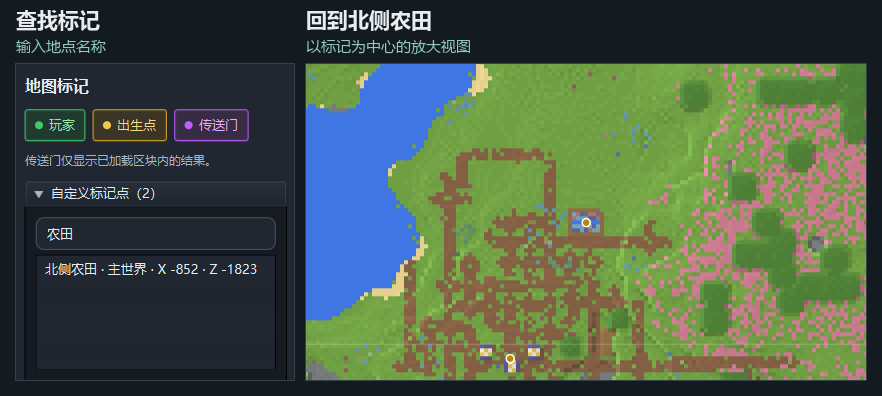 查找标记
输入地点名称
地图标记
玩家
出生点
传送门
传送门仅显示已加载区块内的结果。
自定义标记点（2）
农田
北侧农田 · 主世界 · X -852 · Z -1823
回到北侧农田
以标记为中心的放大视图